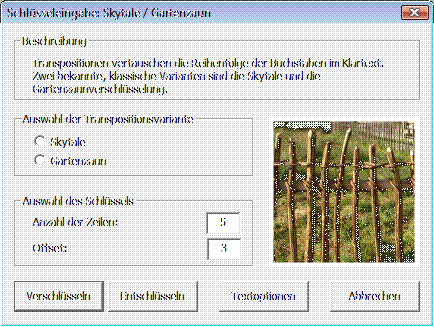 Schlüsseleingabe: Skytale / Gartenzaun
Beschreibung
Transpositionen vertauschen die Reihenfolge der Buchstaben im Klartext.
Zwei bekannte, klassische Varianten sind die Skytale und die
Gartenzaunverschlüsselung.
Auswahl der Transpositionsvariante
Skytale
Gartenzaun
Auswahl des Schlüssels
Anzahl der Zeilen: 5
Offset: 3
Verschlüsseln Entschlüsseln Textoptionen Abbrechen